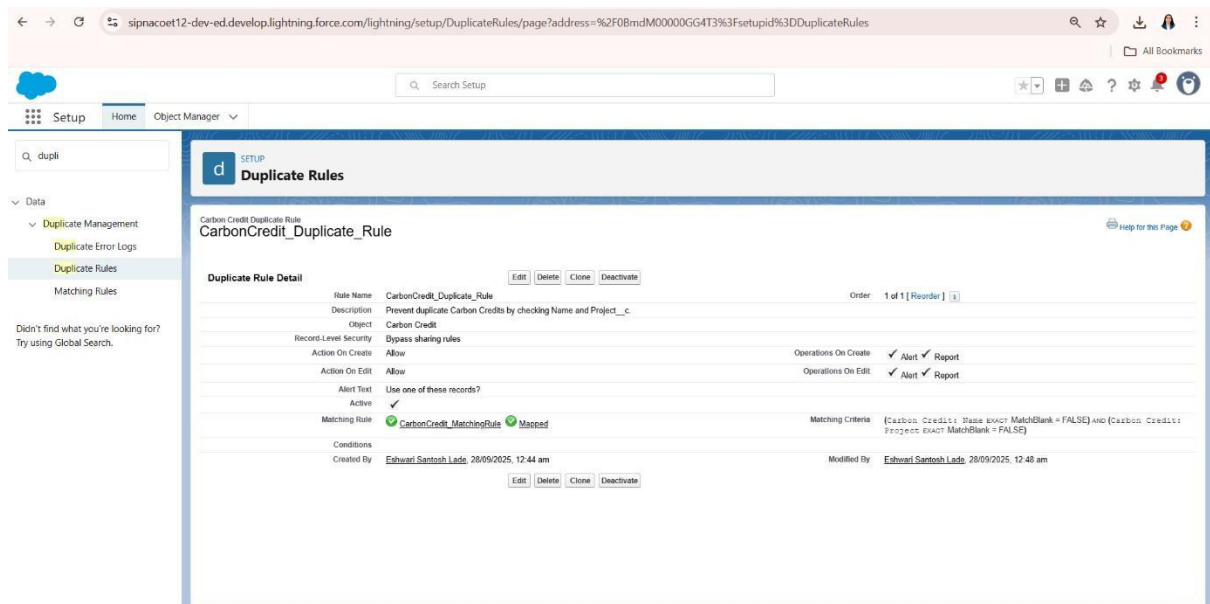 sipnacoet12-dev-ed.develop.lightning.force.com/lightning/setup/DuplicateRules/page?address=%2F0BmdM00000GG4T3%3Fsetupid%3DDuplicateRules
All Bookmarks
Search Setup
3
Setup Home Object Manager
dupli
Data
Duplicate Management
Duplicate Error Logs
Duplicate Rules
Matching Rules
Didn't find what you're looking for?
Try using Global Search.
d
SETUP
Duplicate Rules
Carbon Credit Duplicate Rule
CarbonCredit_Duplicate_Rule
Help for this Page ?
Duplicate Rule Detail Edit Delete Clone Deactivate
Rule Name CarbonCredit_Duplicate_Rule Order 1 of 1 [ Reorder ] i
Description Prevent duplicate Carbon Credits by checking Name and Project__c.
Object Carbon Credit
Record-Level Security Bypass sharing rules
Action On Create Allow Operations On Create ✓ Alert ✓ Report
Action On Edit Allow Operations On Edit ✓ Alert ✓ Report
Alert Text Use one of these records?
Active ✓
Matching Rule CarbonCredit_MatchingRule Mapped Matching Criteria (Carbon Credit: Name EXACT MatchBlank = FALSE) AND (Carbon Credit:
Project EXACT MatchBlank = FALSE)
Conditions
Created By Eshwari Santosh Lade, 28/09/2025, 12:44 am Modified By Eshwari Santosh Lade, 28/09/2025, 12:48 am
Edit Delete Clone Deactivate